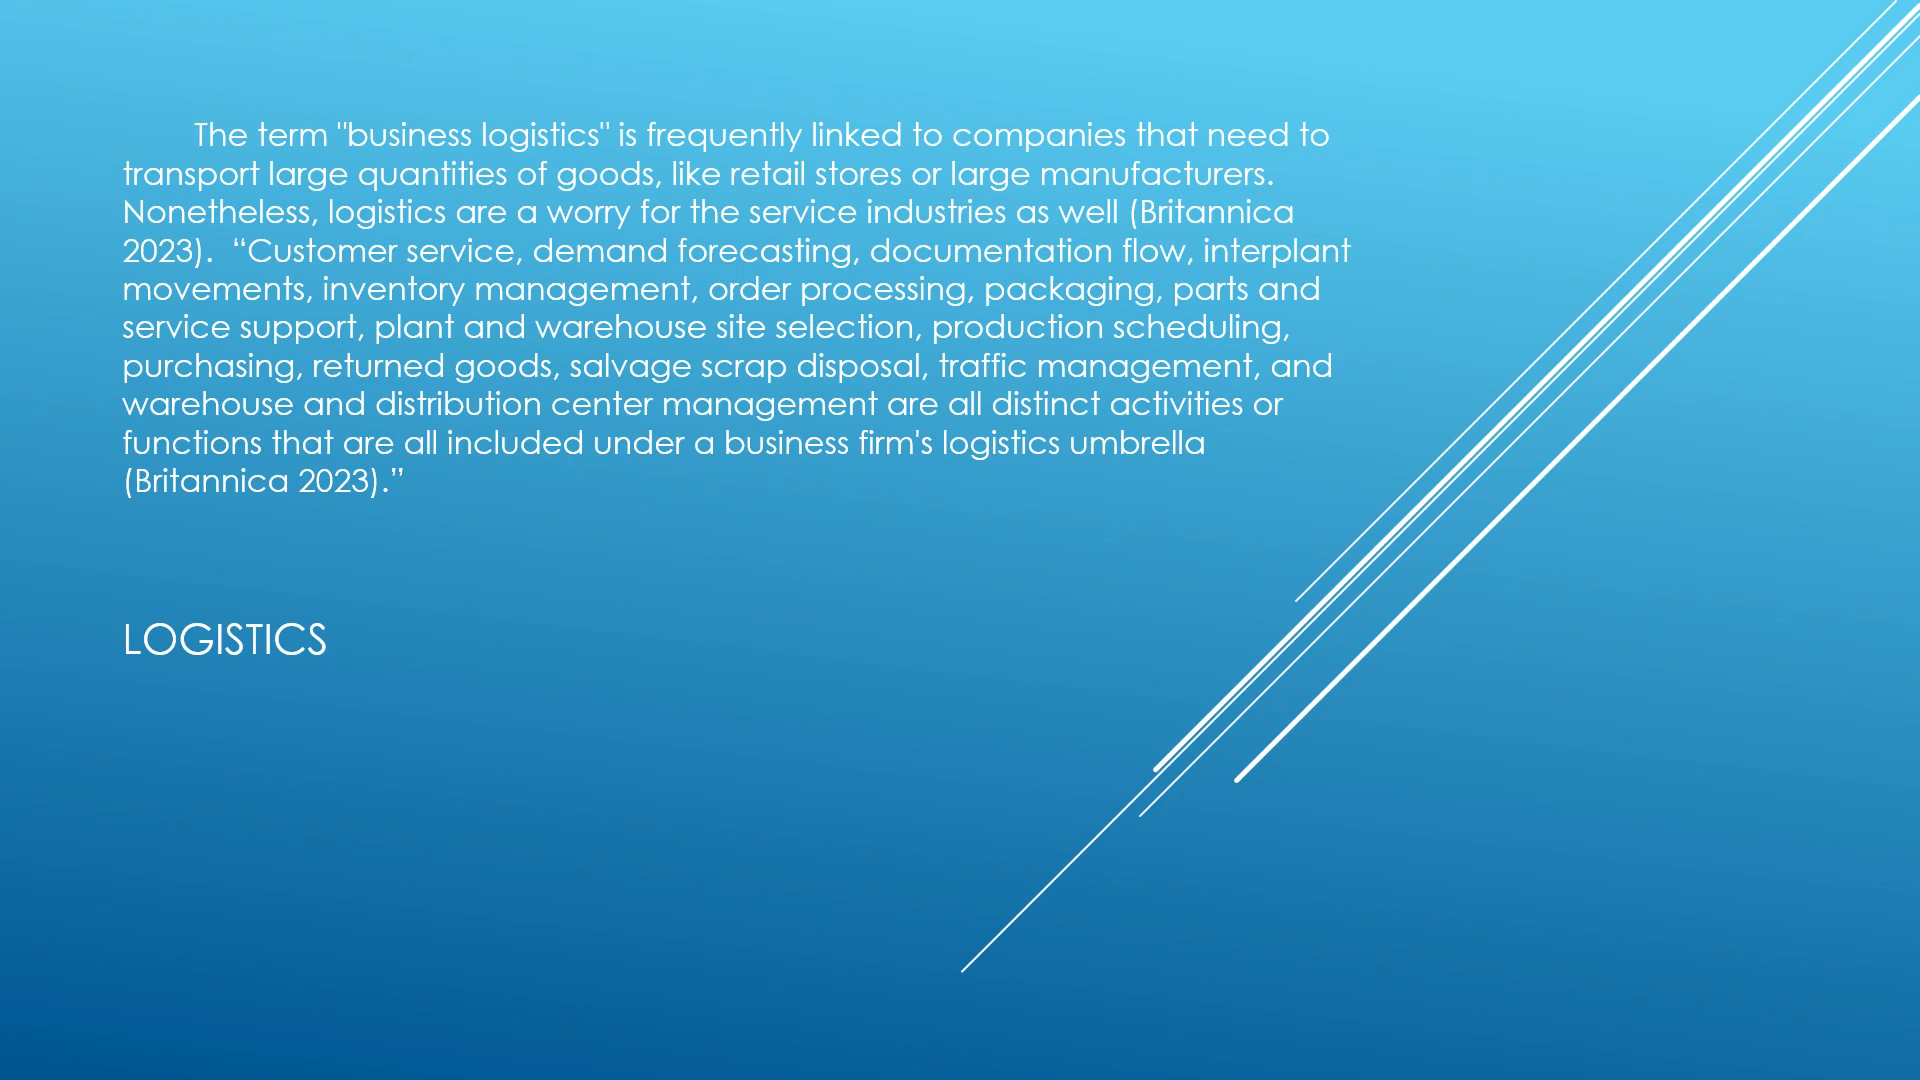 The term "business logistics" is frequently linked to companies that need to
transport large quantities of goods, like retail stores or large manufacturers.
Nonetheless, logistics are a worry for the service industries as well (Britannica
2023).  “Customer service, demand forecasting, documentation flow, interplant
movements, inventory management, order processing, packaging, parts and
service support, plant and warehouse site selection, production scheduling,
purchasing, returned goods, salvage scrap disposal, traffic management, and
warehouse and distribution center management are all distinct activities or
functions that are all included under a business firm's logistics umbrella
(Britannica 2023).”
LOGISTICS